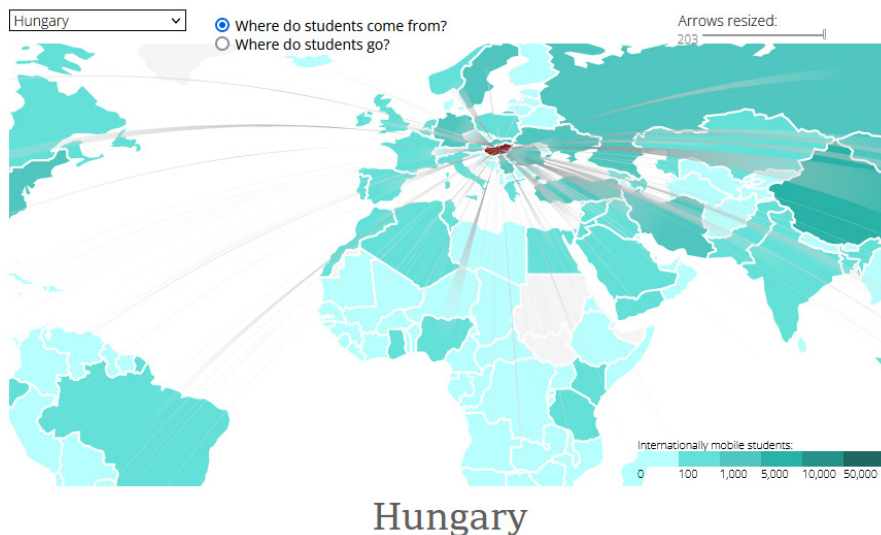 Hungary
Where do students come from?
Where do students go?
Arrows resized:
203
Internationally mobile students:
0 100 1,000 5,000 10,000 50,000
Hungary